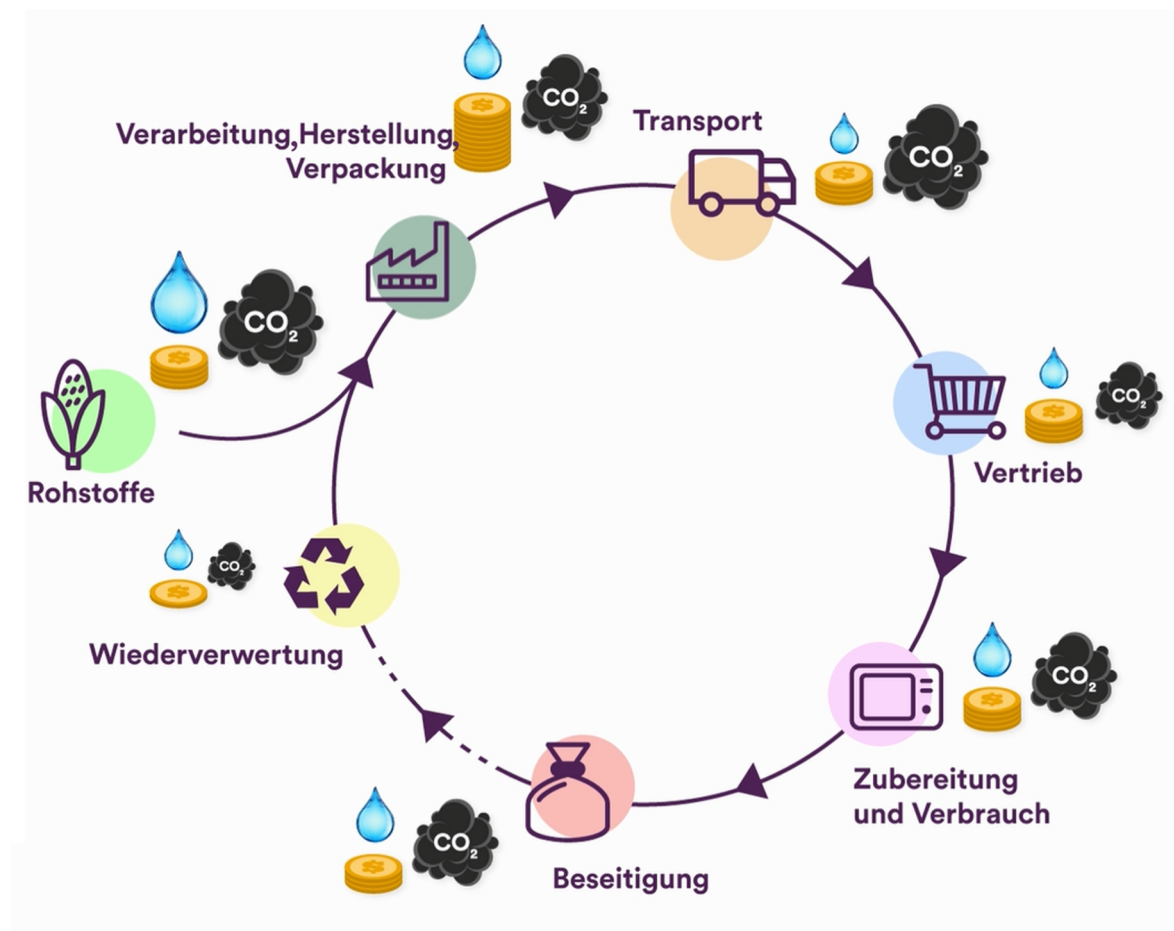 CO2
Verarbeitung,Herstellung,
Verpackung
Transport
CO2
CO2
Rohstoffe
CO2
Vertrieb
CO2
Wiederverwertung
CO2
Zubereitung
und Verbrauch
CO2
Beseitigung